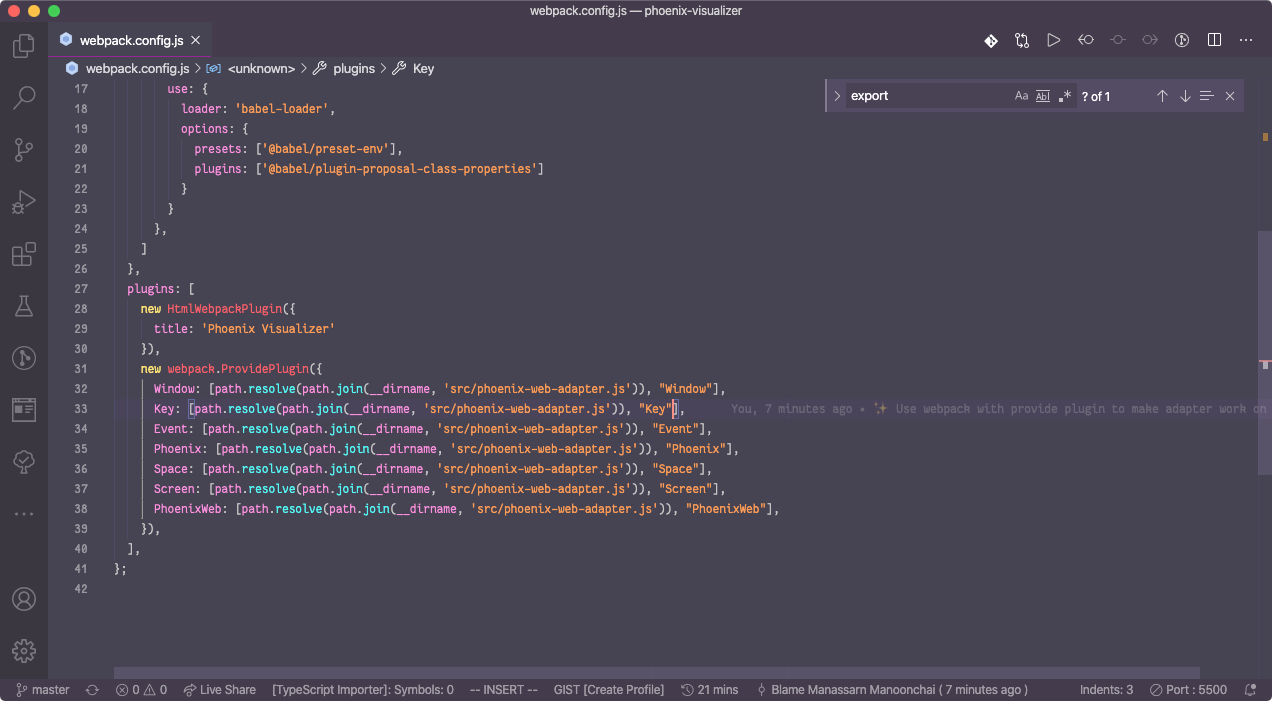 webpack.config.js — phoenix-visualizer
webpack.config.js
webpack.config.js > <unknown> > plugins > Key
export Aa Abl .* ? of 1
17 use: {
18 loader: 'babel-loader',
19 options: {
20 presets: ['@babel/preset-env'],
21 plugins: ['@babel/plugin-proposal-class-properties']
22 }
23 }
24 },
25 ]
26 },
27 plugins: [
28 new HtmlWebpackPlugin({
29 title: 'Phoenix Visualizer'
30 }),
31 new webpack.ProvidePlugin({
32 Window: [path.resolve(path.join(__dirname, 'src/phoenix-web-adapter.js')), "Window"],
33 Key: [path.resolve(path.join(__dirname, 'src/phoenix-web-adapter.js')), "Key"], You, 7 minutes ago • ✨ Use webpack with provide plugin to make adapter work on
34 Event: [path.resolve(path.join(__dirname, 'src/phoenix-web-adapter.js')), "Event"],
35 Phoenix: [path.resolve(path.join(__dirname, 'src/phoenix-web-adapter.js')), "Phoenix"],
36 Space: [path.resolve(path.join(__dirname, 'src/phoenix-web-adapter.js')), "Space"],
37 Screen: [path.resolve(path.join(__dirname, 'src/phoenix-web-adapter.js')), "Screen"],
38 PhoenixWeb: [path.resolve(path.join(__dirname, 'src/phoenix-web-adapter.js')), "PhoenixWeb"],
39 }),
40 ],
41 };
42
master 0 0 Live Share [TypeScript Importer]: Symbols: 0 -- INSERT -- GIST [Create Profile] 21 mins Blame Manassarn Manoonchai ( 7 minutes ago ) Indents: 3 Port : 5500